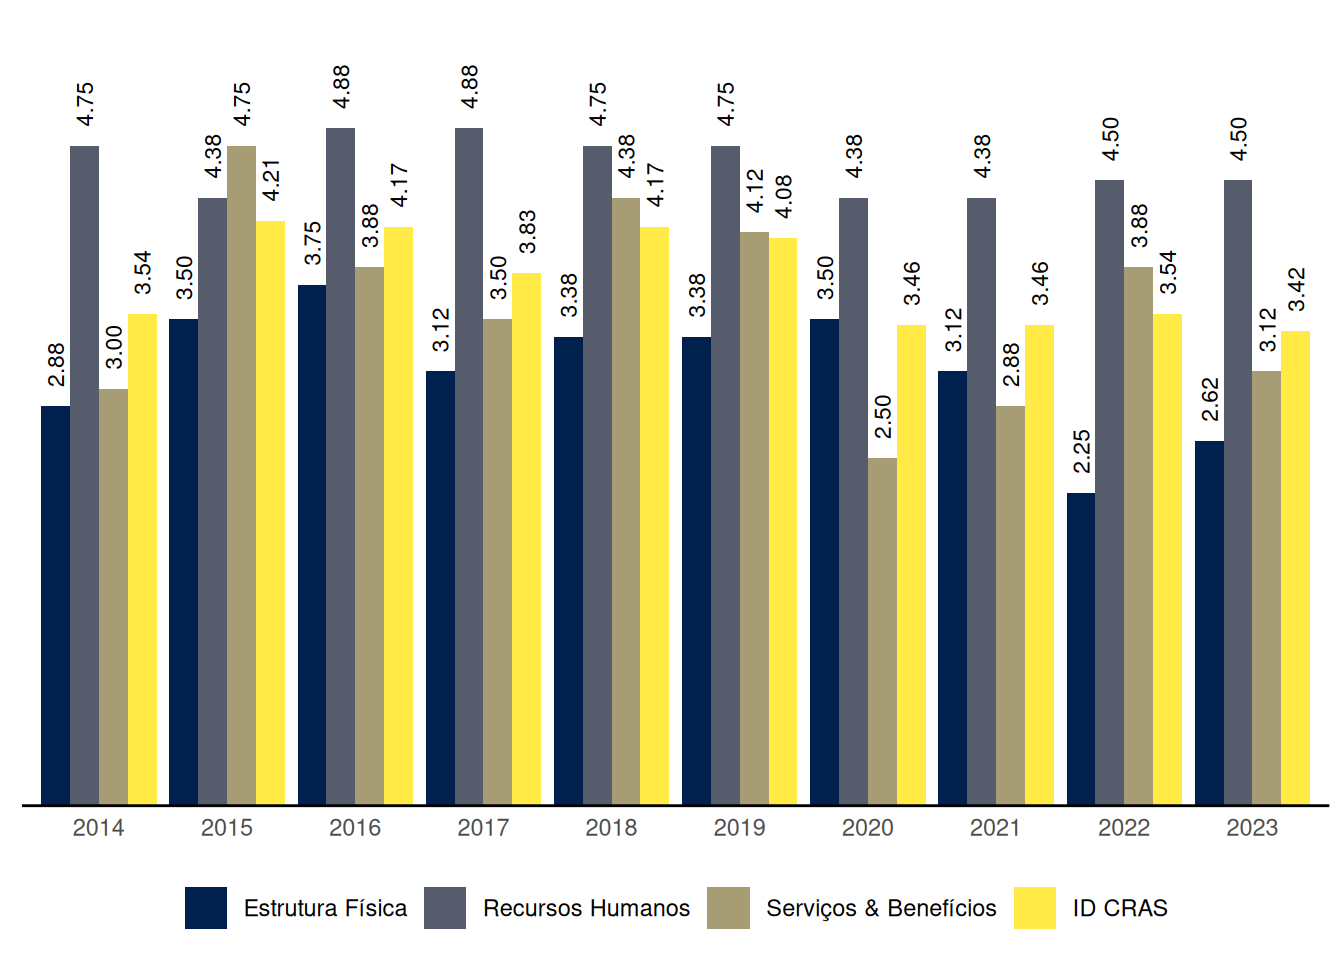 2.88 4.75 3.00 3.54
3.50 4.38 4.75 4.21
3.75 4.88 3.88 4.17
3.12 4.88 3.50 3.83
3.38 4.75 4.38 4.17
3.38 4.75 4.12 4.08
3.50 4.38 2.50 3.46
3.12 4.38 2.88 3.46
2.25 4.50 3.88 3.54
2.62 4.50 3.12 3.42
2014 2015 2016 2017 2018 2019 2020 2021 2022 2023
Estrutura Física Recursos Humanos Serviços & Benefícios ID CRAS